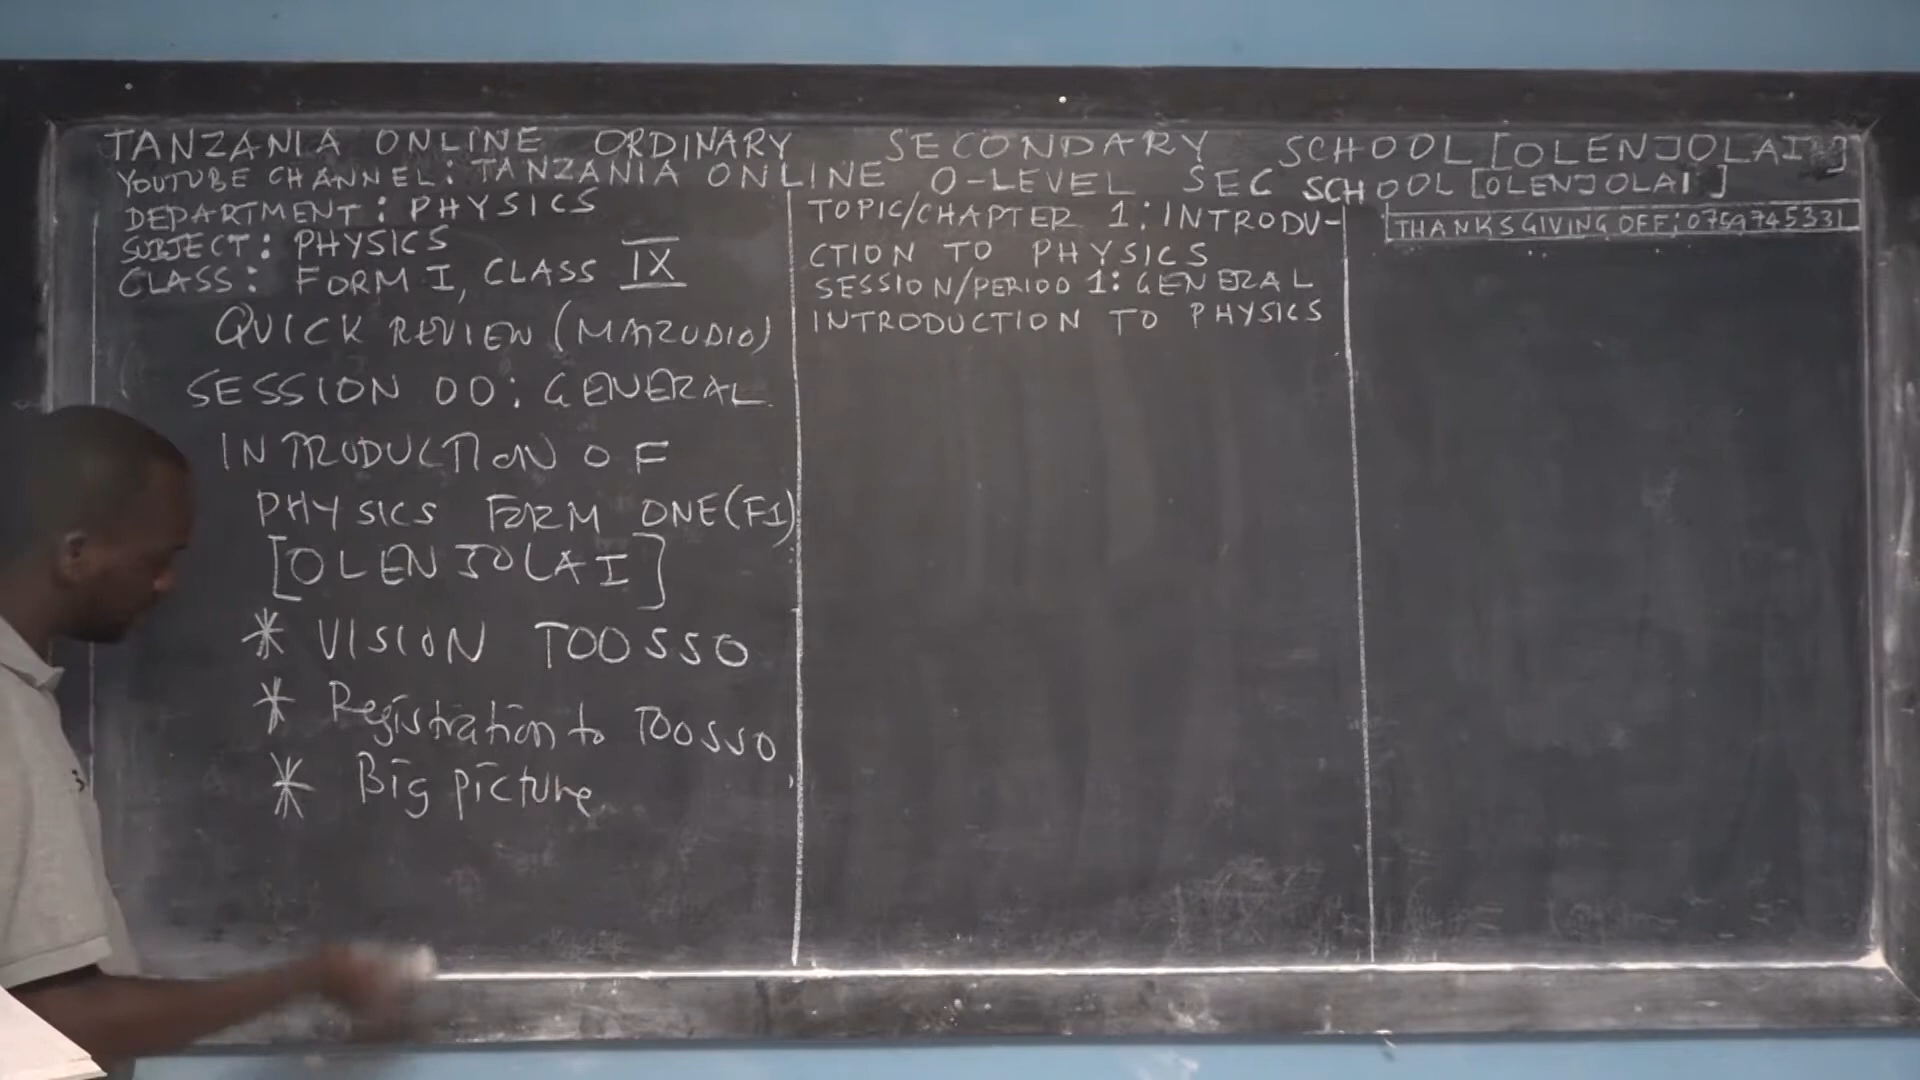 TANZANIA ONLINE ORDINARY SECONDARY SCHOOL [OLENJOLAI]
YOUTUBE CHANNEL: TANZANIA ONLINE O-LEVEL SEC SCHOOL [OLENJOLAI]
DEPARTMENT: PHYSICS
SUBJECT: PHYSICS
CLASS: FORM I, CLASS IX
QUICK REVIEW (MARUDIO)
SESSION 00: GENERAL
INTRODUCTION OF
PHYSICS FORM ONE (F1)
[OLENJOLAI]
* VISION TOOSSO
* Registration to TOOSSO
* Big picture
TOPIC/CHAPTER 1: INTRODU-
CTION TO PHYSICS
SESSION/PERIOD 1: GENERAL
INTRODUCTION TO PHYSICS
THANKSGIVING OFF: 0759745331